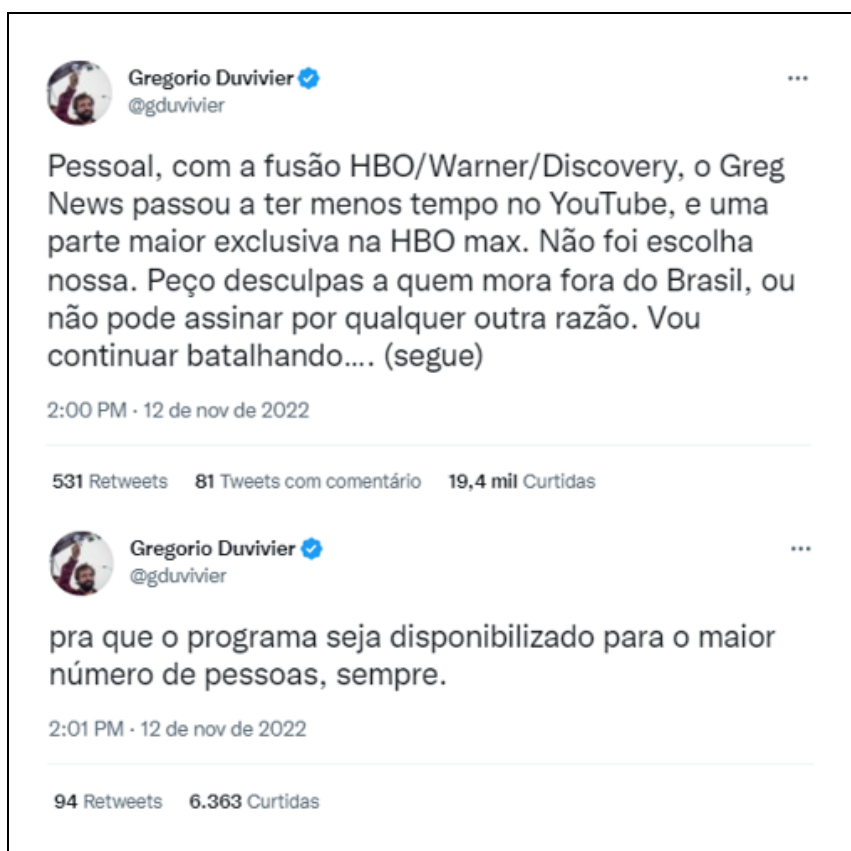 Gregorio Duvivier
@gduvivier
Pessoal, com a fusão HBO/Warner/Discovery, o Greg
News passou a ter menos tempo no YouTube, e uma
parte maior exclusiva na HBO max. Não foi escolha
nossa. Peço desculpas a quem mora fora do Brasil, ou
não pode assinar por qualquer outra razão. Vou
continuar batalhando.... (segue)
2:00 PM · 12 de nov de 2022
531 Retweets 81 Tweets com comentário 19,4 mil Curtidas
Gregorio Duvivier
@gduvivier
pra que o programa seja disponibilizado para o maior
número de pessoas, sempre.
2:01 PM · 12 de nov de 2022
94 Retweets 6.363 Curtidas